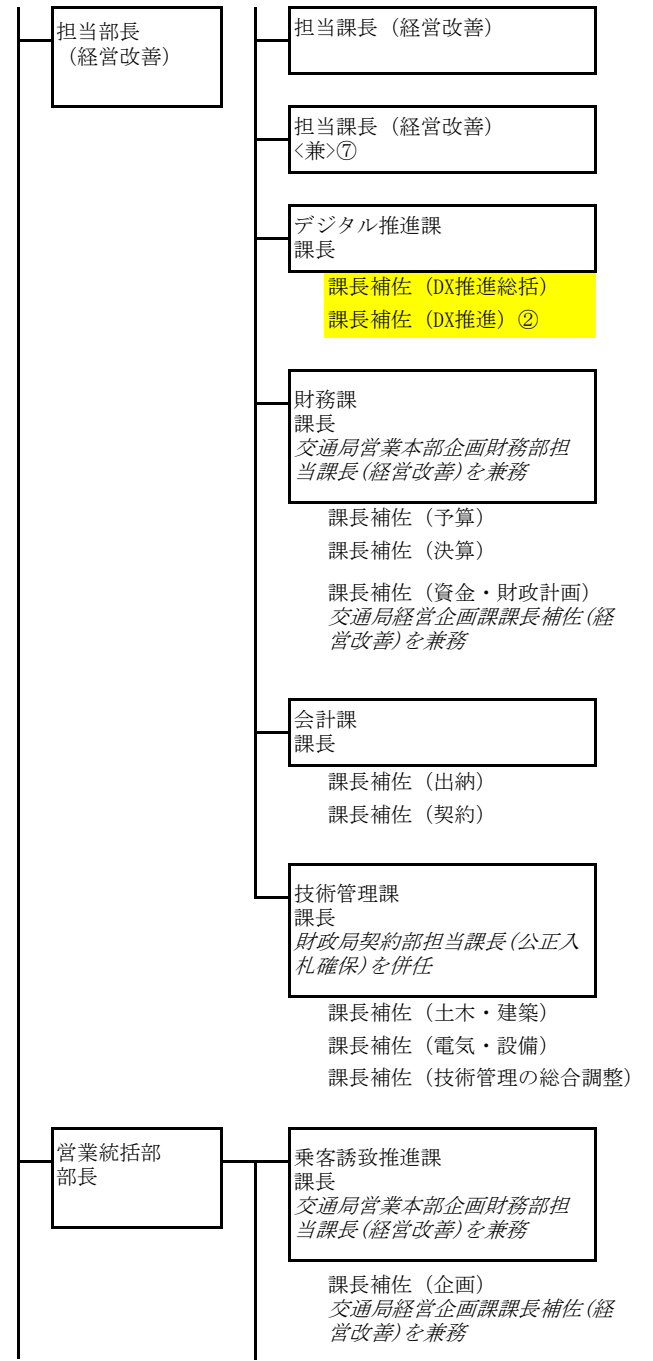 担当部長
（経営改善）
担当課長（経営改善）
担当課長（経営改善）
<兼>⑦
デジタル推進課
課長
課長補佐（DX推進総括）
課長補佐（DX推進）②
財務課
課長
交通局営業本部企画財務部担
当課長(経営改善)を兼務
課長補佐（予算）
課長補佐（決算）
課長補佐（資金・財政計画）
交通局経営企画課課長補佐(経
営改善)を兼務
会計課
課長
課長補佐（出納）
課長補佐（契約）
技術管理課
課長
財政局契約部担当課長(公正入
札確保)を併任
課長補佐（土木・建築）
課長補佐（電気・設備）
課長補佐（技術管理の総合調整）
営業統括部
部長
乗客誘致推進課
課長
交通局営業本部企画財務部担
当課長(経営改善)を兼務
課長補佐（企画）
交通局経営企画課課長補佐(経
営改善)を兼務